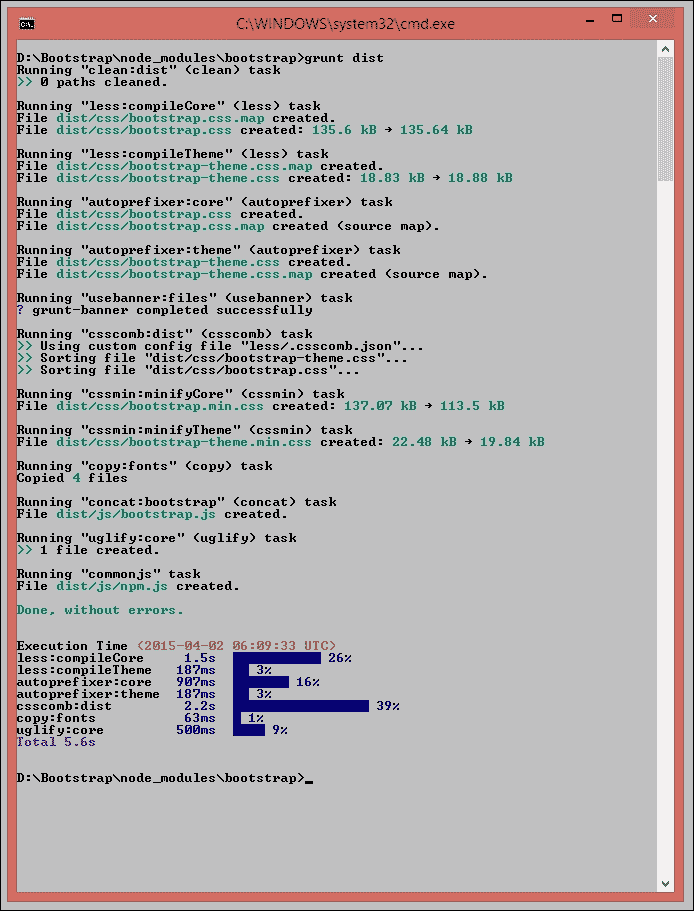 C:\WINDOWS\system32\cmd.exe
D:\Bootstrap\node_modules\bootstrap>grunt dist
Running "clean:dist" (clean) task
>> 0 paths cleaned.
Running "less:compileCore" (less) task
File dist/css/bootstrap.css.map created.
File dist/css/bootstrap.css created: 135.6 kB → 135.64 kB
Running "less:compileTheme" (less) task
File dist/css/bootstrap-theme.css.map created.
File dist/css/bootstrap-theme.css created: 18.83 kB → 18.88 kB
Running "autoprefixer:core" (autoprefixer) task
File dist/css/bootstrap.css created.
File dist/css/bootstrap.css.map created (source map).
Running "autoprefixer:theme" (autoprefixer) task
File dist/css/bootstrap-theme.css created.
File dist/css/bootstrap-theme.css.map created (source map).
Running "usebanner:files" (usebanner) task
? grunt-banner completed successfully
Running "csscomb:dist" (csscomb) task
>> Using custom config file "less/.csscomb.json"...
>> Sorting file "dist/css/bootstrap-theme.css"...
>> Sorting file "dist/css/bootstrap.css"...
Running "cssmin:minifyCore" (cssmin) task
File dist/css/bootstrap.min.css created: 137.07 kB → 113.5 kB
Running "cssmin:minifyTheme" (cssmin) task
File dist/css/bootstrap-theme.min.css created: 22.48 kB → 19.84 kB
Running "copy:fonts" (copy) task
Copied 4 files
Running "concat:bootstrap" (concat) task
File dist/js/bootstrap.js created.
Running "uglify:core" (uglify) task
>> 1 file created.
Running "commonjs" task
File dist/js/npm.js created.
Done, without errors.
Execution Time (2015-04-02 06:09:33 UTC)
less:compileCore 1.5s 26%
less:compileTheme 187ms 3%
autoprefixer:core 907ms 16%
autoprefixer:theme 187ms 3%
csscomb:dist 2.2s 39%
copy:fonts 63ms 1%
uglify:core 500ms 9%
Total 5.6s
D:\Bootstrap\node_modules\bootstrap>_